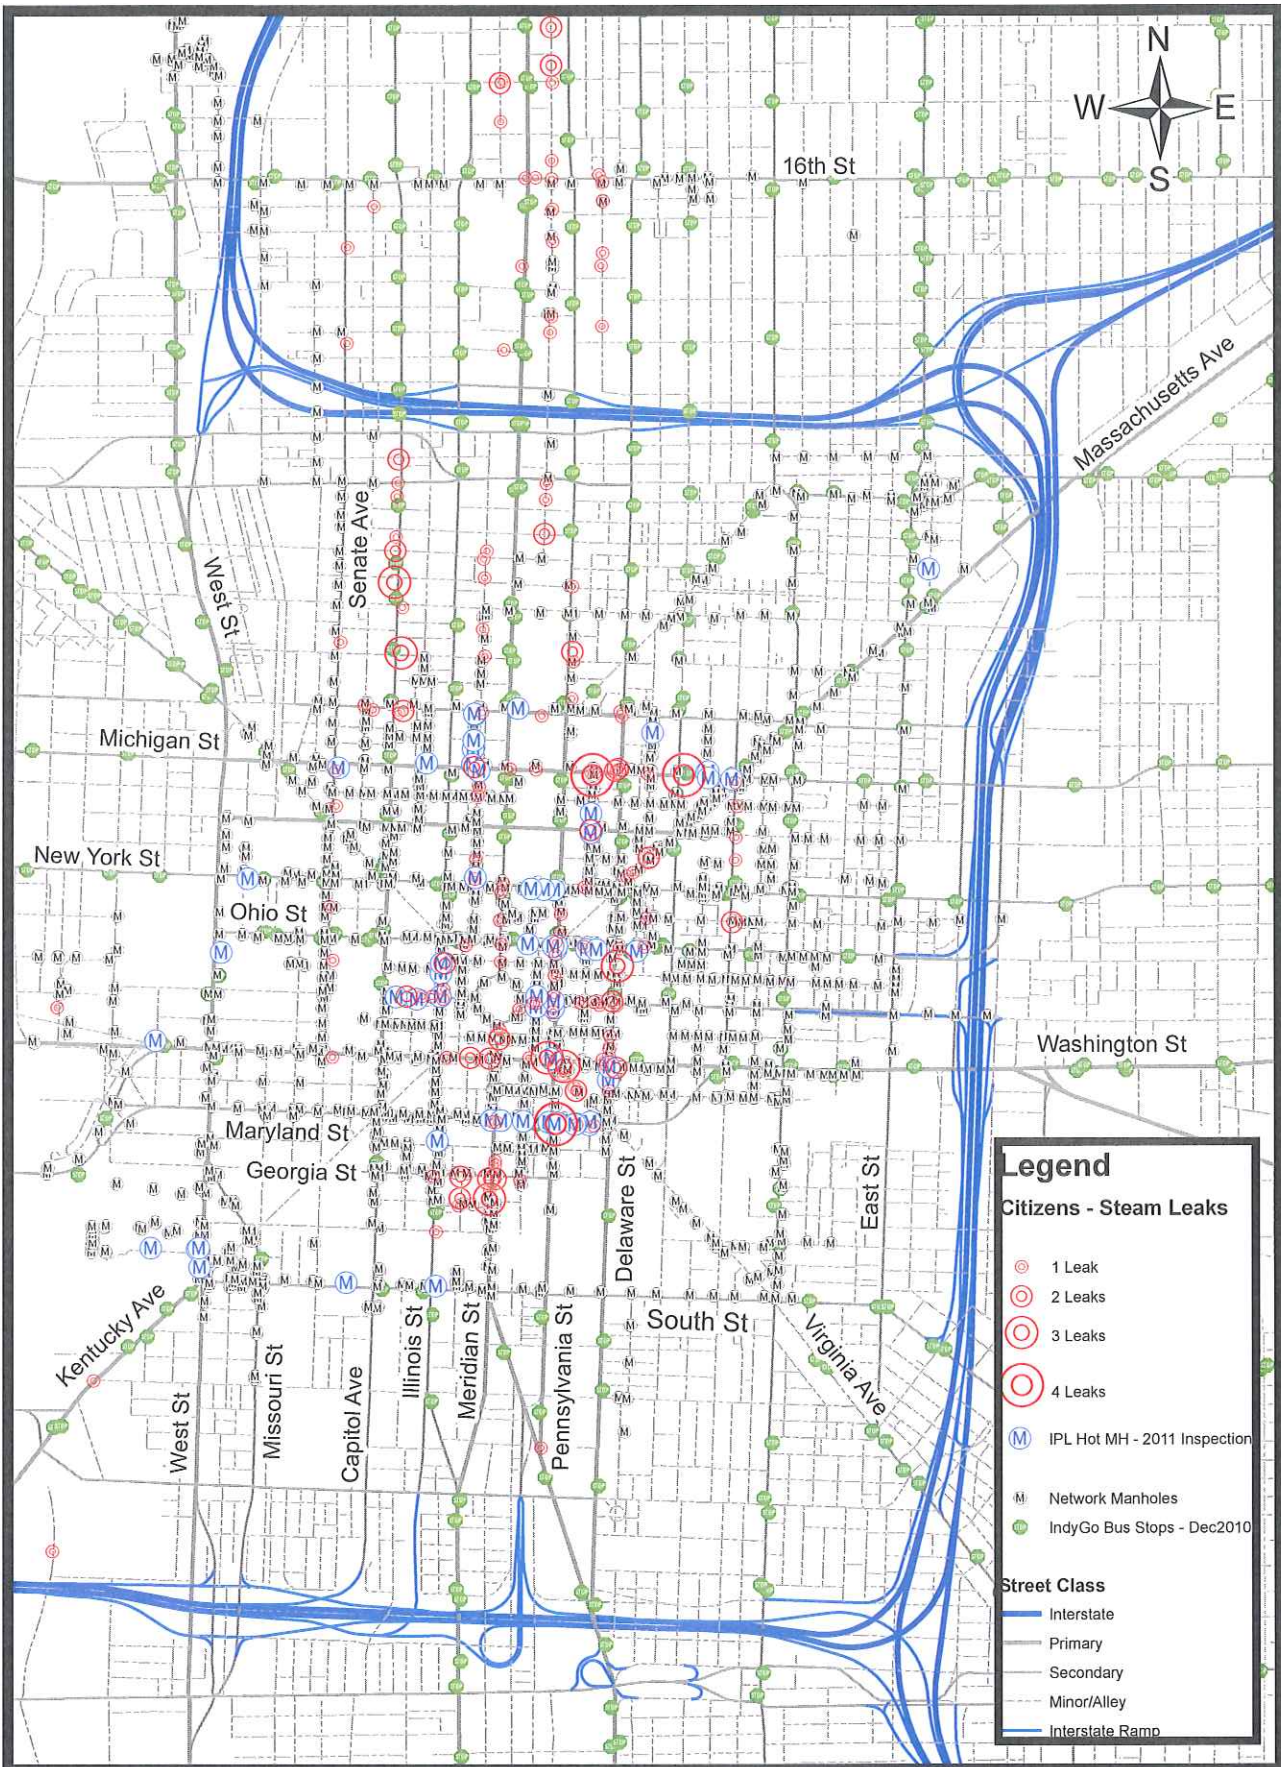 N
W E
S
16th St
Massachusetts Ave
Senate Ave
West St
Michigan St
New York St
Ohio St
Washington St
Maryland St
Georgia St
Delaware St
East St
Kentucky Ave
West St
Missouri St
Capitol Ave
Illinois St
Meridian St
Pennsylvania St
South St
Virginia Ave
Legend
Citizens - Steam Leaks
1 Leak
2 Leaks
3 Leaks
4 Leaks
M IPL Hot MH - 2011 Inspection
M Network Manholes
STOP IndyGo Bus Stops - Dec2010
Street Class
Interstate
Primary
Secondary
Minor/Alley
Interstate Ramp